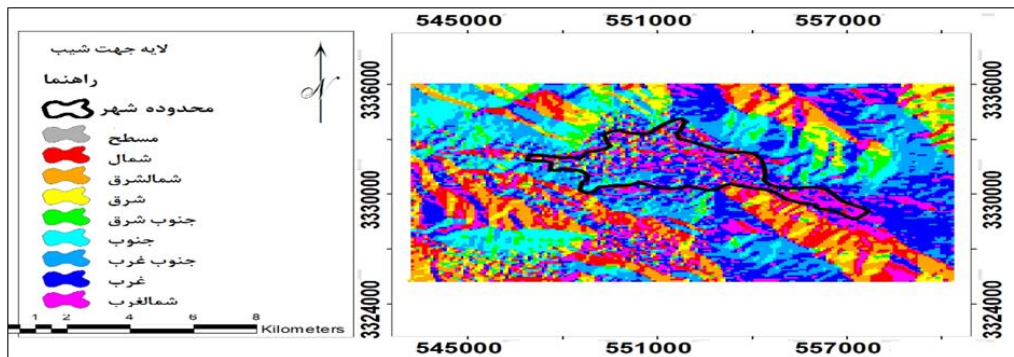 لایه جهت شیب
راهنما
محدوده شهر
مسطح
شمال
شمالشرق
شرق
جنوب شرق
جنوب
جنوب غرب
غرب
شمالغرب
N
1 2 4 6 8
Kilometers
545000 551000 557000
3336000
3330000
3324000
3336000
3330000
3324000
545000 551000 557000